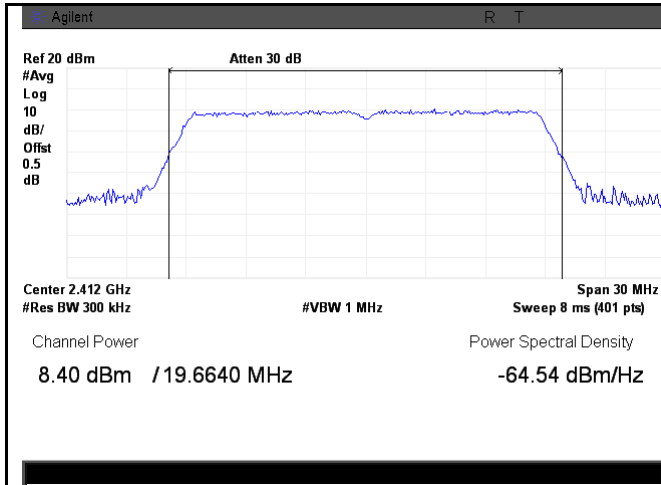 Agilent R T
Ref 20 dBm Atten 30 dB
#Avg
Log
10
dB/
Offst
0.5
dB
Center 2.412 GHz Span 30 MHz
#Res BW 300 kHz #VBW 1 MHz Sweep 8 ms (401 pts)
Channel Power Power Spectral Density
8.40 dBm /19.6640 MHz -64.54 dBm/Hz